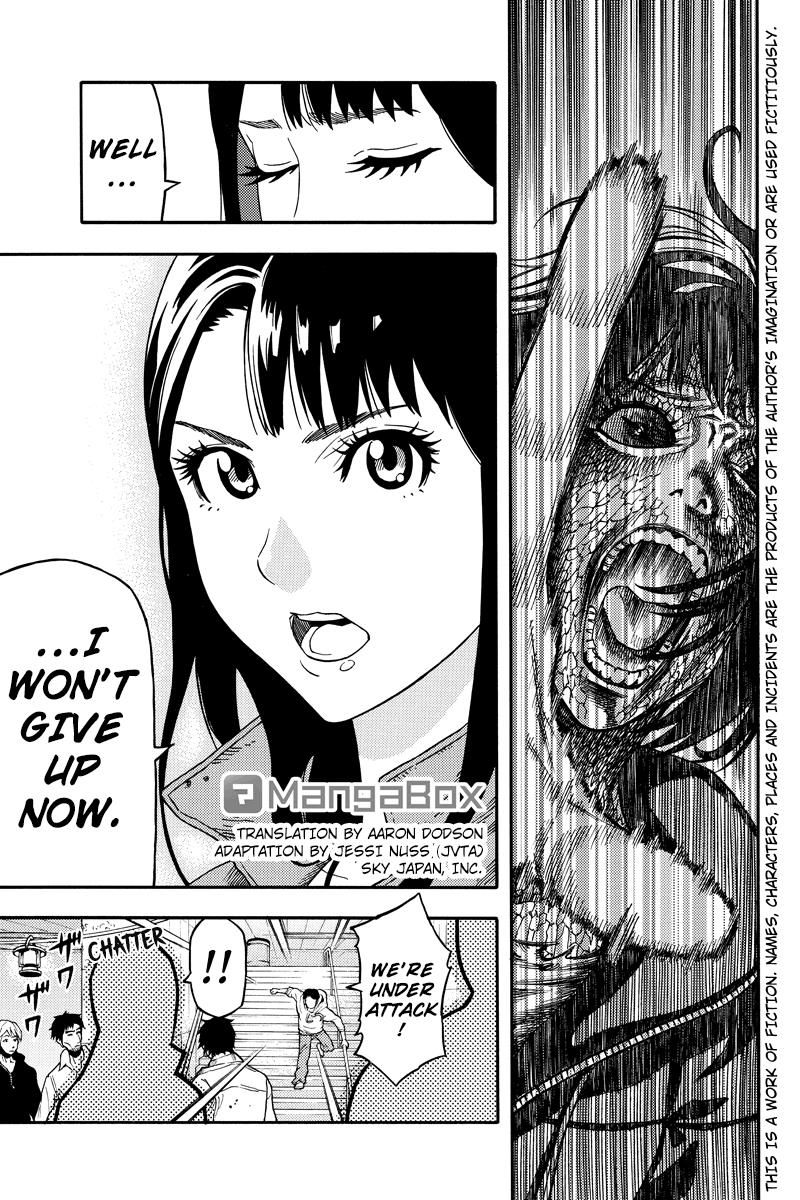 THIS IS A WORK OF FICTION. NAMES, CHARACTERS, PLACES AND INCIDENTS ARE THE PRODUCTS OF THE AUTHOR'S IMAGINATION OR ARE USED FICTITIOUSLY.
WELL
...
...I
WON'T
GIVE
UP
NOW.
MangaBox
TRANSLATION BY AARON DODSON
ADAPTATION BY JESSI NUSS (JVTA)
SKY JAPAN, INC.
WE'RE
UNDER
ATTACK
!
!!
CHATTER
ザワ
ザワ